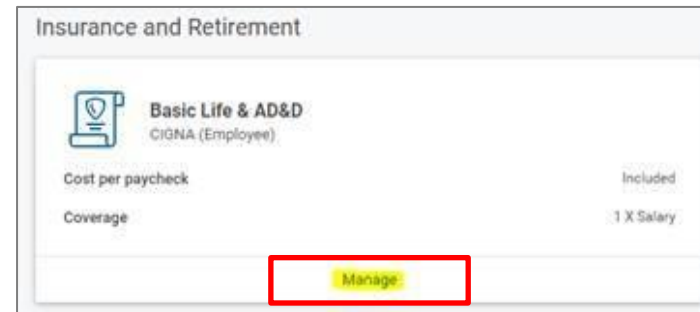 Insurance and Retirement
Basic Life & AD&D
CIGNA (Employee)
Cost per paycheck Included
Coverage 1 X Salary
Manage